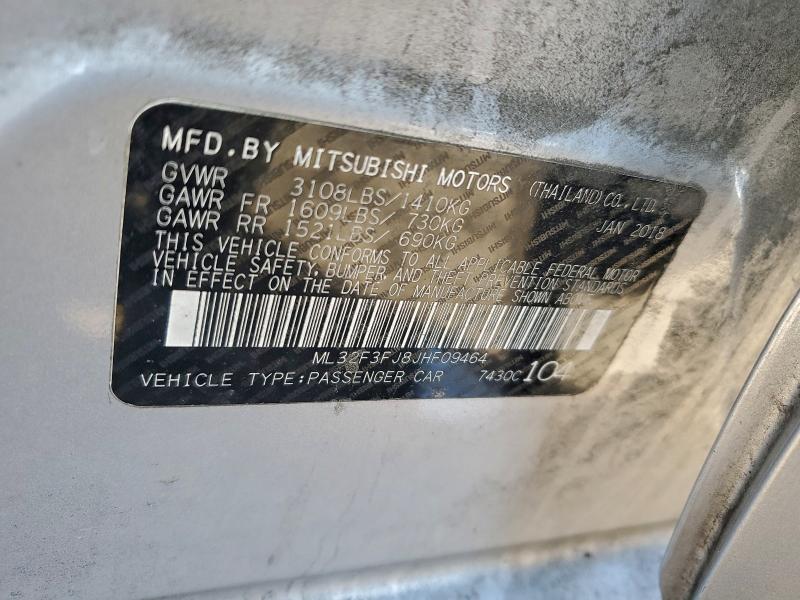 MFD.BY MITSUBISHI MOTORS (THAILAND)CO.,LTD.
GVWR 3108LBS/1410KG JAN 2018
GAWR FR 1609LBS/ 730KG
GAWR RR 1521LBS/ 690KG
THIS VEHICLE CONFORMS TO ALL APPLICABLE FEDERAL MOTOR
VEHICLE SAFETY,BUMPER AND THEFT PREVENTION STANDARDS
IN EFFECT ON THE DATE OF MANUFACTURE SHOWN ABOVE
ML32F3FJ8JHF09464
VEHICLE TYPE:PASSENGER CAR 7430C 104